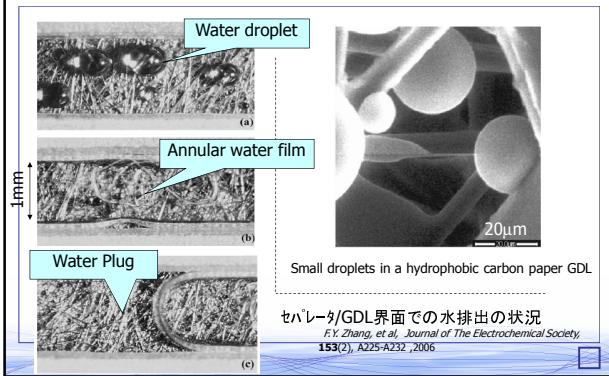 Water droplet
(a)
Annular water film
1mm
(b)
Water Plug
(c)
20μm
20.0μm
Small droplets in a hydrophobic carbon paper GDL
ｾﾊﾟﾚｰﾀ/GDL界面での水排出の状況
F.Y. Zhang, et al, Journal of The Electrochemical Society,
153(2), A225-A232 ,2006